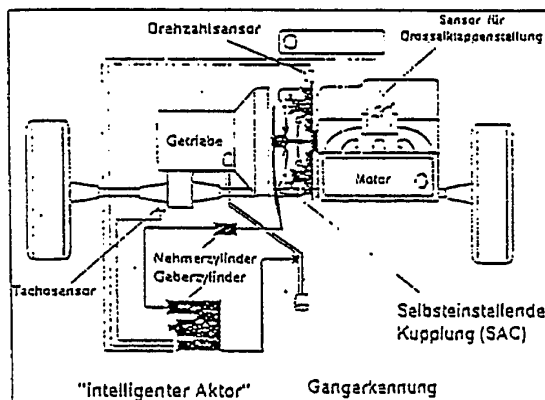 Drehzahlsensor
Sensor für
Drosselklappenstellung
Getriebe
Motor
Nehmerzylinder
Geberzylinder
Tachosensor
Selbsteinstellende
Kupplung (SAC)
"intelligenter Aktor"
Gangerkennung